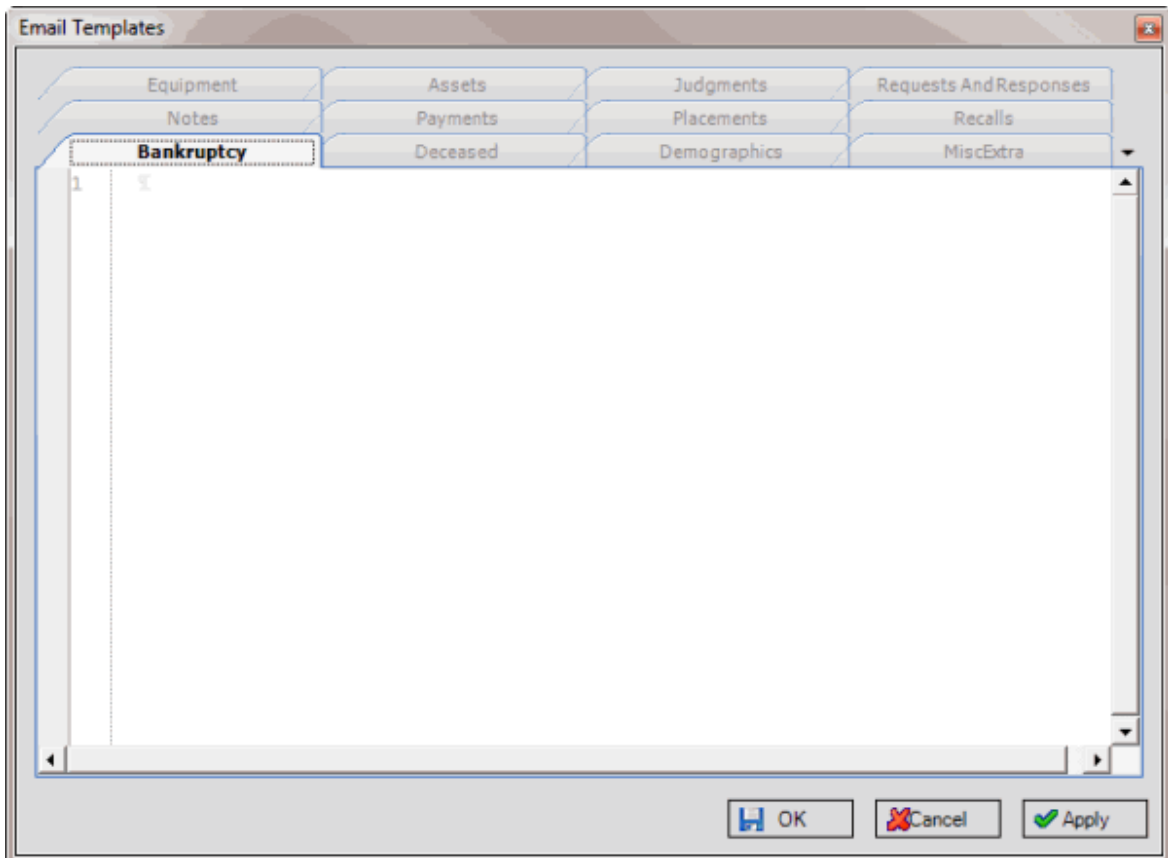 Email Templates
Equipment Assets Judgments Requests And Responses
Notes Payments Placements Recalls
Bankruptcy Deceased Demographics MiscExtra
1 ¶
OK Cancel Apply